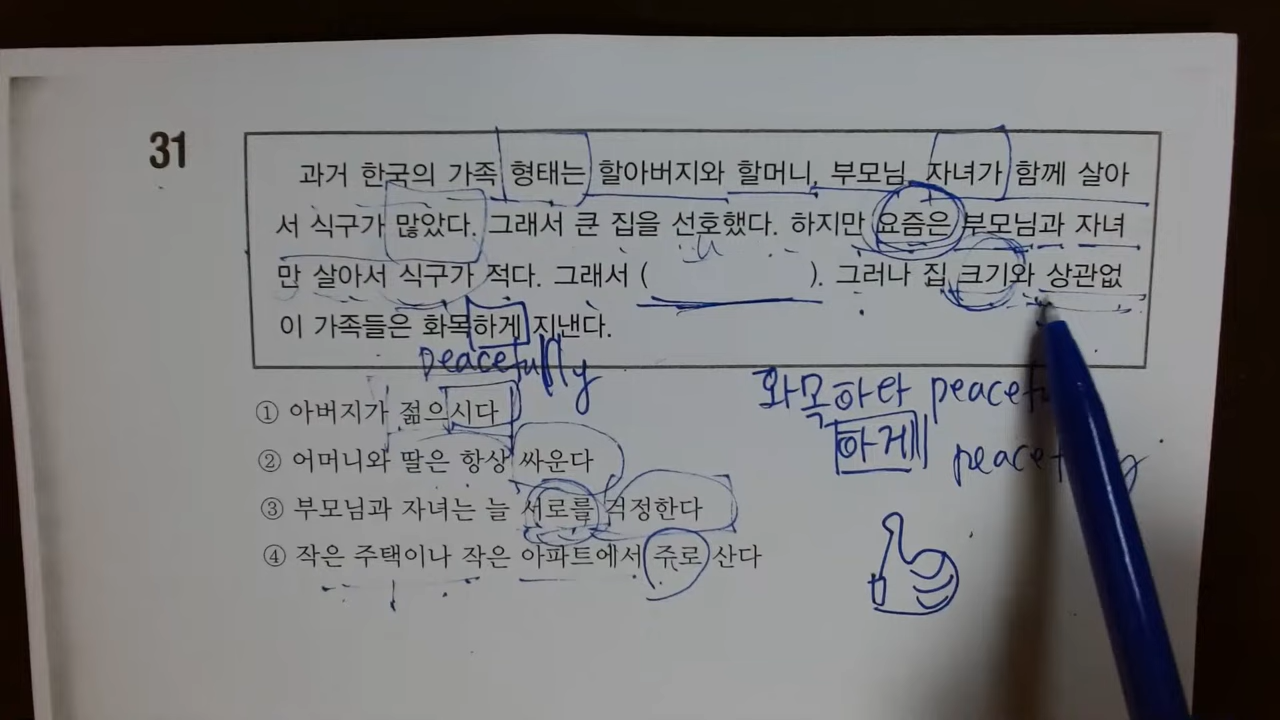 31
과거 한국의 가족 형태는 할아버지와 할머니, 부모님, 자녀가 함께 살아
서 식구가 많았다. 그래서 큰 집을 선호했다. 하지만 요즘은 부모님과 자녀
만 살아서 식구가 적다. 그래서 ( ). 그러나 집 크기와 상관없
이 가족들은 화목하게 지낸다.
peacefully
① 아버지가 젊으시다
② 어머니와 딸은 항상 싸운다
③ 부모님과 자녀는 늘 서로를 걱정한다
④ 작은 주택이나 작은 아파트에서 주로 산다
화목하다
하게